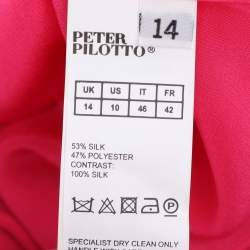 14
PETER
PILOTTO®
UK US IT FR
14 10 46 42
53% SILK
47% POLYESTER
CONTRAST:
100% SILK
SPECIALIST DRY CLEAN ONLY